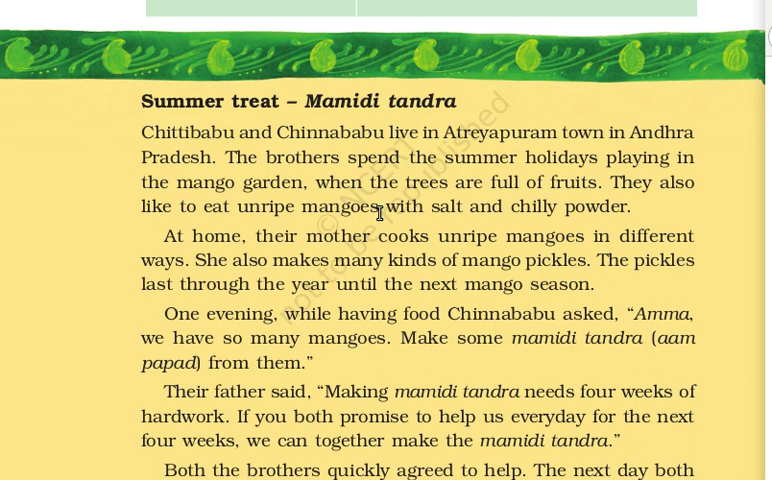 Summer treat – Mamidi tandra
Chittibabu and Chinnababu live in Atreyapuram town in Andhra
Pradesh. The brothers spend the summer holidays playing in
the mango garden, when the trees are full of fruits. They also
like to eat unripe mangoes with salt and chilly powder.
At home, their mother cooks unripe mangoes in different
ways. She also makes many kinds of mango pickles. The pickles
last through the year until the next mango season.
One evening, while having food Chinnababu asked, “Amma,
we have so many mangoes. Make some mamidi tandra (aam
papad) from them.”
Their father said, “Making mamidi tandra needs four weeks of
hardwork. If you both promise to help us everyday for the next
four weeks, we can together make the mamidi tandra.”
Both the brothers quickly agreed to help. The next day both
© NCERT
not to be republished